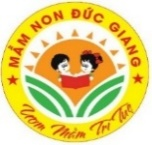 MẦM NON ĐỨC GIANG
Ươm Mầm Trí Tuệ